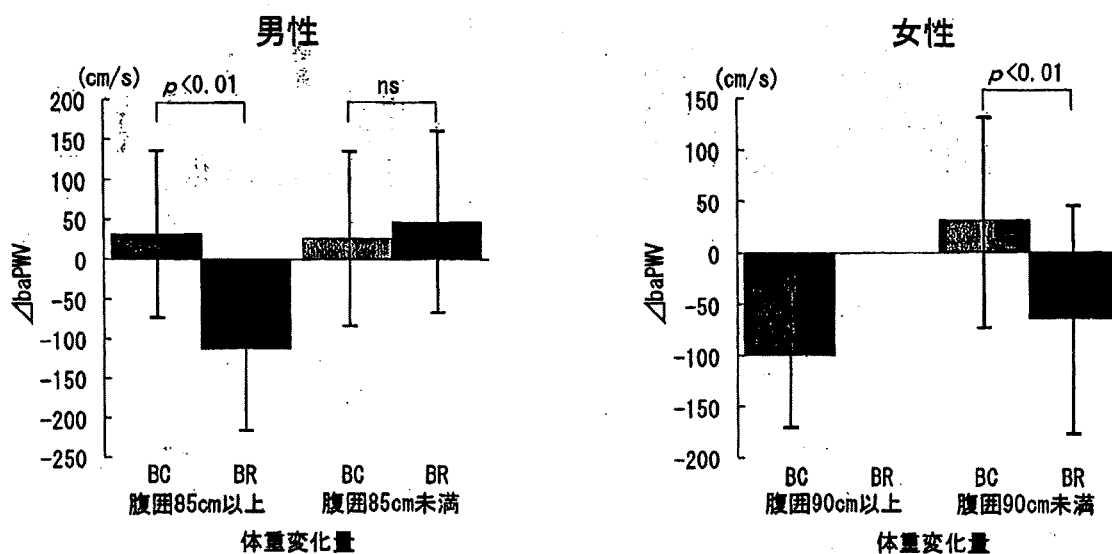 男性
(cm/s)
p<0.01
ns
200
150
100
50
0
-50
-100
-150
-200
-250
⊿baPWV
BC BR BC BR
腹囲85cm以上 腹囲85cm未満
体重変化量
女性
(cm/s)
p<0.01
150
100
50
0
-50
-100
-150
-200
⊿baPWV
BC BR BC BR
腹囲90cm以上 腹囲90cm未満
体重変化量